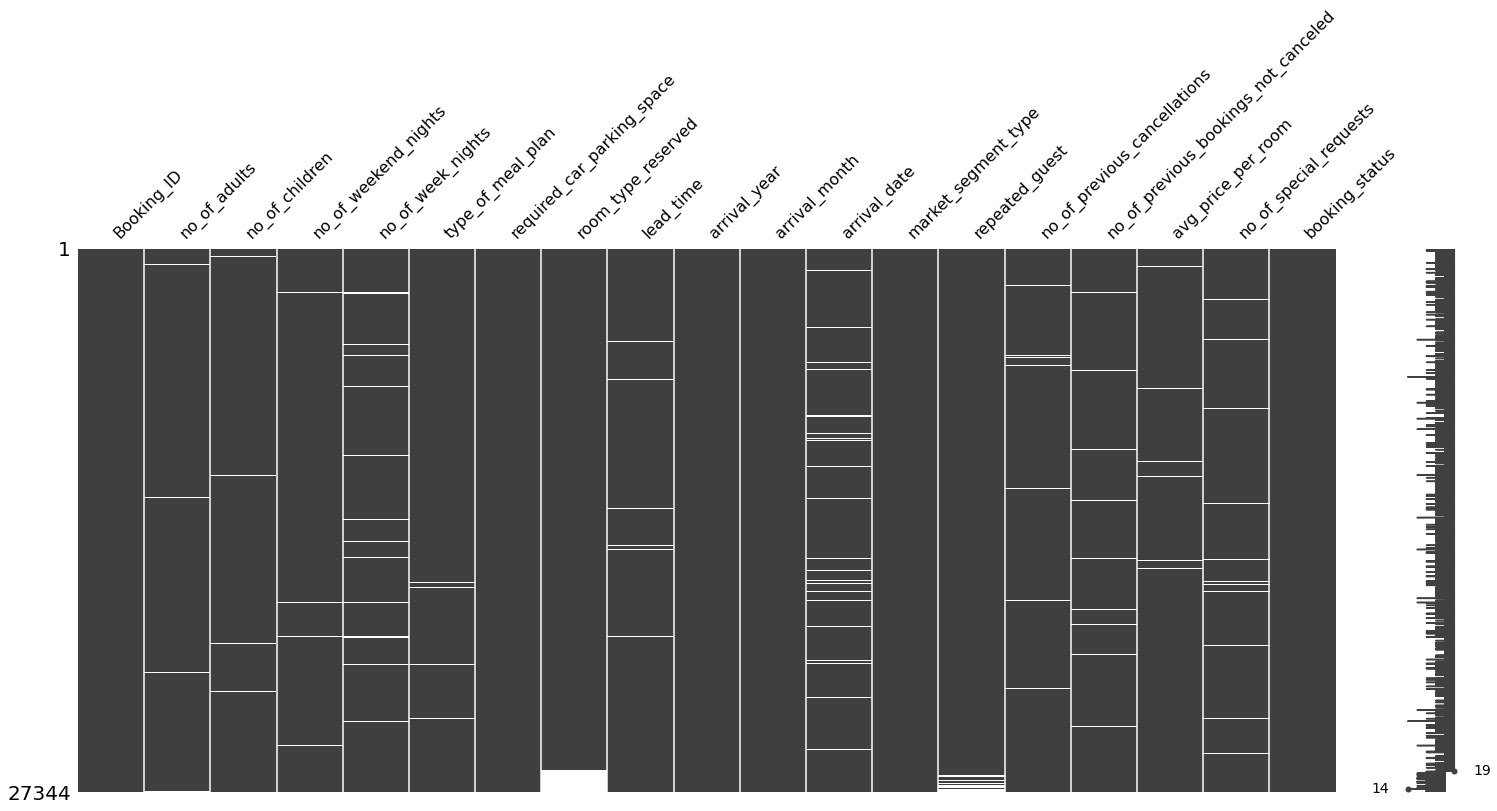 Booking_ID
no_of_adults
no_of_children
no_of_weekend_nights
no_of_week_nights
type_of_meal_plan
required_car_parking_space
room_type_reserved
lead_time
arrival_year
arrival_month
arrival_date
market_segment_type
repeated_guest
no_of_previous_cancellations
no_of_previous_bookings_not_canceled
avg_price_per_room
no_of_special_requests
booking_status
1
19
14
27344